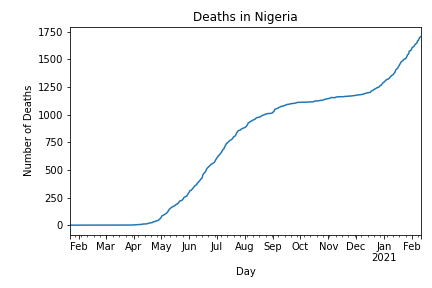 Deaths in Nigeria
Number of Deaths
1750
1500
1250
1000
750
500
250
0
Feb Mar Apr May Jun Jul Aug Sep Oct Nov Dec Jan Feb
2021
Day